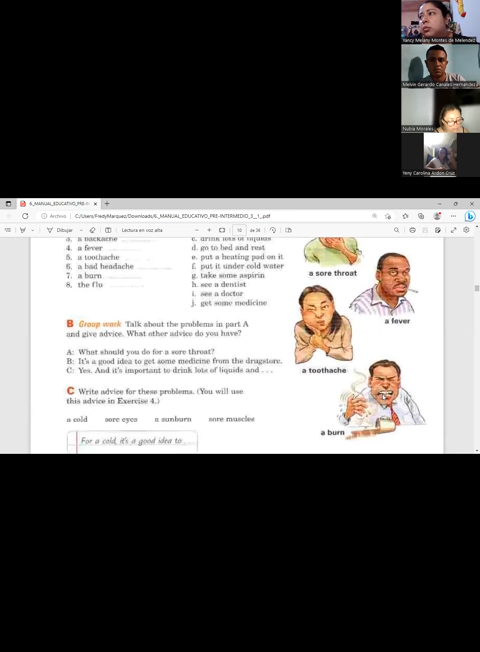 Yancy Melany Montes de Melendez
Melvin Gerardo Canales Hernandez
Nubia Morales
Yeny Carolina Ardon Cruz
6_MANUAL_EDUCATIVO_PRE-I
Archivo
C:/Users/FredyMarquez/Downloads/6._MANUAL_EDUCATIVO_PRE-INTERMEDIO_3__1_.pdf
Dibujar
Lectura en voz alta
10
de 34
3. a backache
4. a fever
5. a toothache
6. a bad headache
7. a burn
8. the flu
c. drink lots of liquids
d. go to bed and rest
e. put a heating pad on it
f. put it under cold water
g. take some aspirin
h. see a dentist
i. see a doctor
j. get some medicine
a sore throat
a fever
a toothache
a burn
B Group work Talk about the problems in part A
and give advice. What other advice do you have?
A: What should you do for a sore throat?
B: It's a good idea to get some medicine from the drugstore.
C: Yes. And it's important to drink lots of liquids and . . .
C Write advice for these problems. (You will use
this advice in Exercise 4.)
a cold sore eyes a sunburn sore muscles
For a cold, it's a good idea to . . .